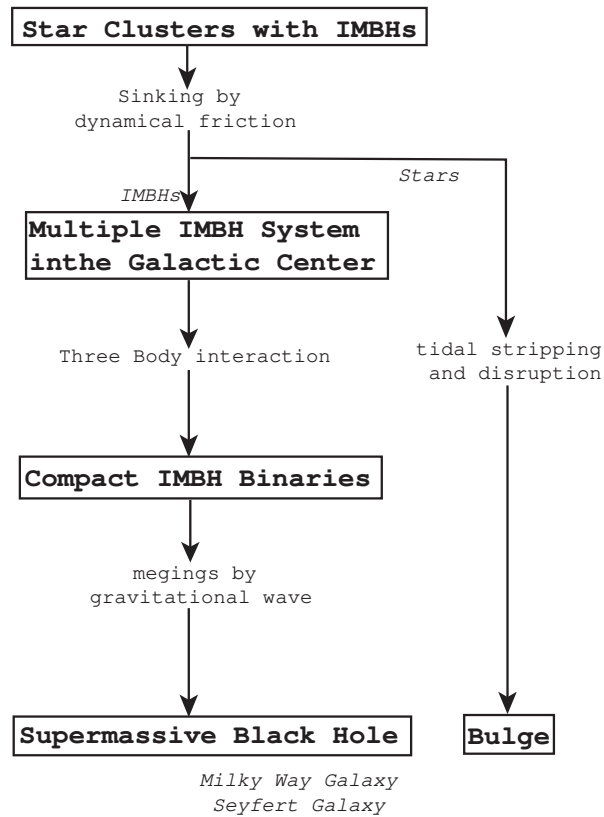 Star Clusters with IMBHs
Sinking by
dynamical friction
Stars
IMBHs
Multiple IMBH System
inthe Galactic Center
Three Body interaction
tidal stripping
and disruption
Compact IMBH Binaries
megings by
gravitational wave
Supermassive Black Hole
Bulge
Milky Way Galaxy
Seyfert Galaxy